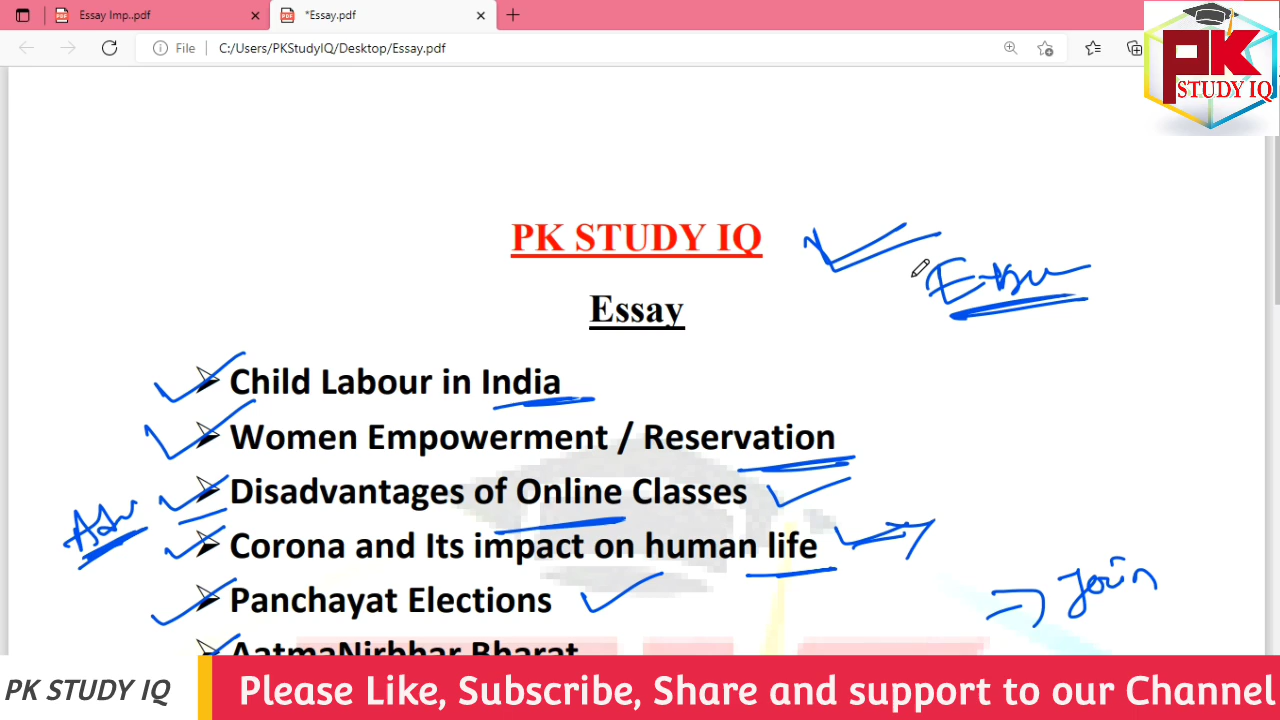 Essay Imp..pdf
*Essay.pdf
File
C:/Users/PKStudyIQ/Desktop/Essay.pdf
PK
STUDY IQ
PK STUDY IQ
Essay
Child Labour in India
Women Empowerment / Reservation
Disadvantages of Online Classes
Corona and Its impact on human life
Panchayat Elections
Join
AatmaNirbhar Bharat
PK STUDY IQ
Please Like, Subscribe, Share and support to our Channel